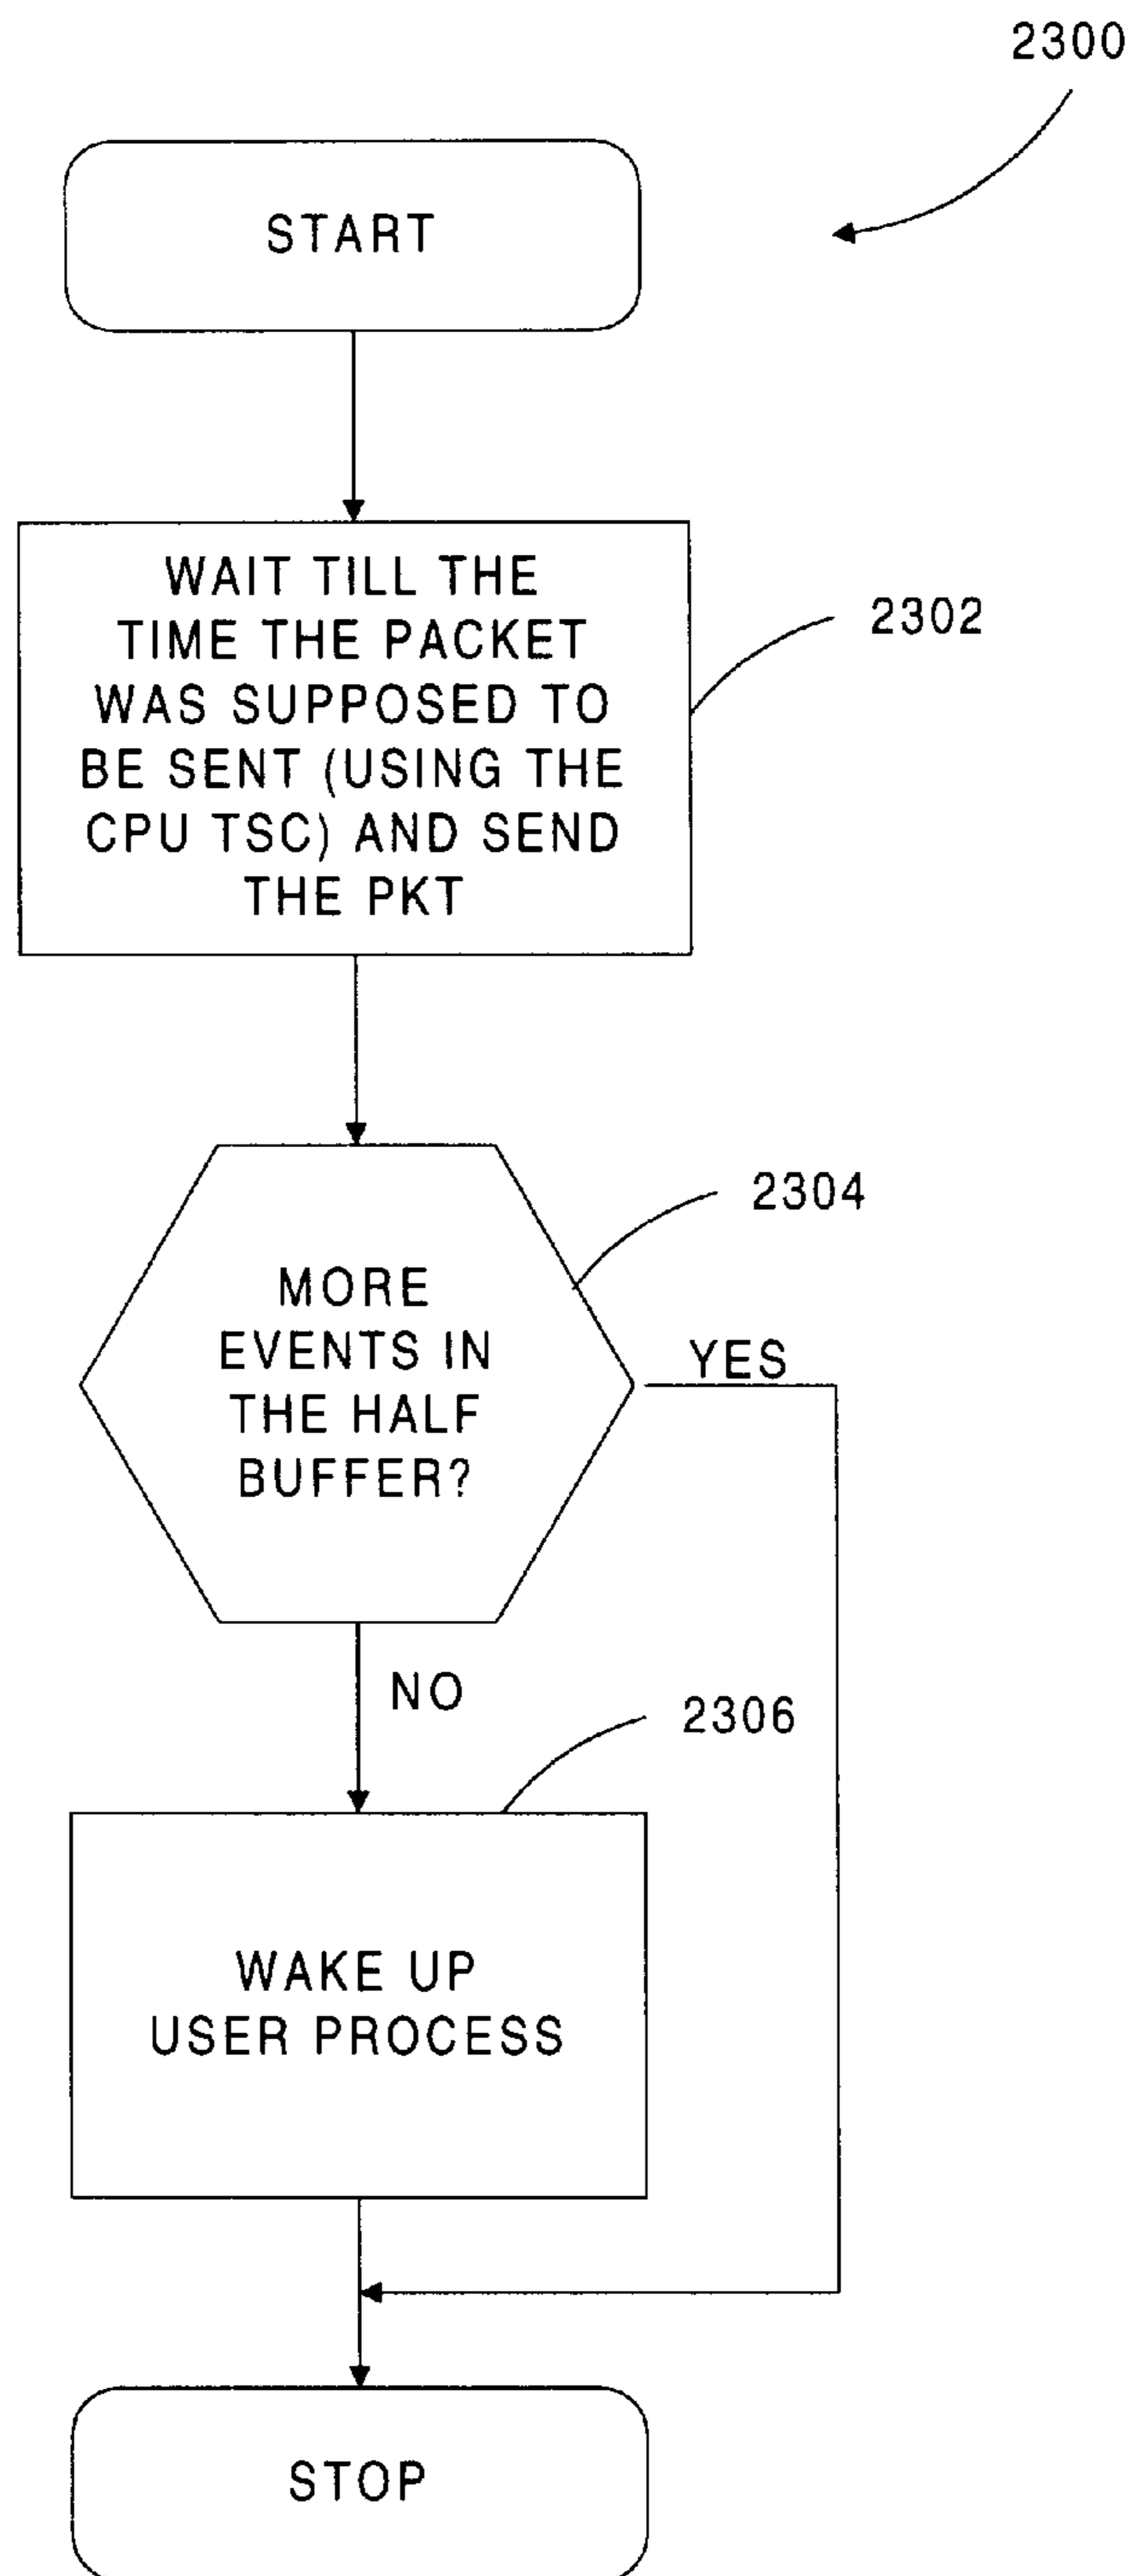 2300
START
WAIT TILL THE
TIME THE PACKET
WAS SUPPOSED TO
BE SENT (USING THE
CPU TSC) AND SEND
THE PKT
2302
2304
MORE
EVENTS IN
THE HALF
BUFFER?
YES
NO
2306
WAKE UP
USER PROCESS
STOP